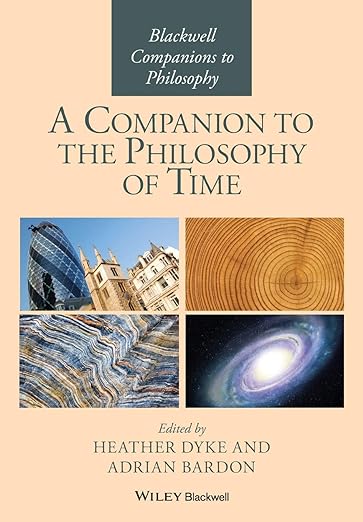 Blackwell
Companions to
Philosophy
A COMPANION TO
THE PHILOSOPHY
OF TIME
Edited by
HEATHER DYKE AND
ADRIAN BARDON
WILEY Blackwell